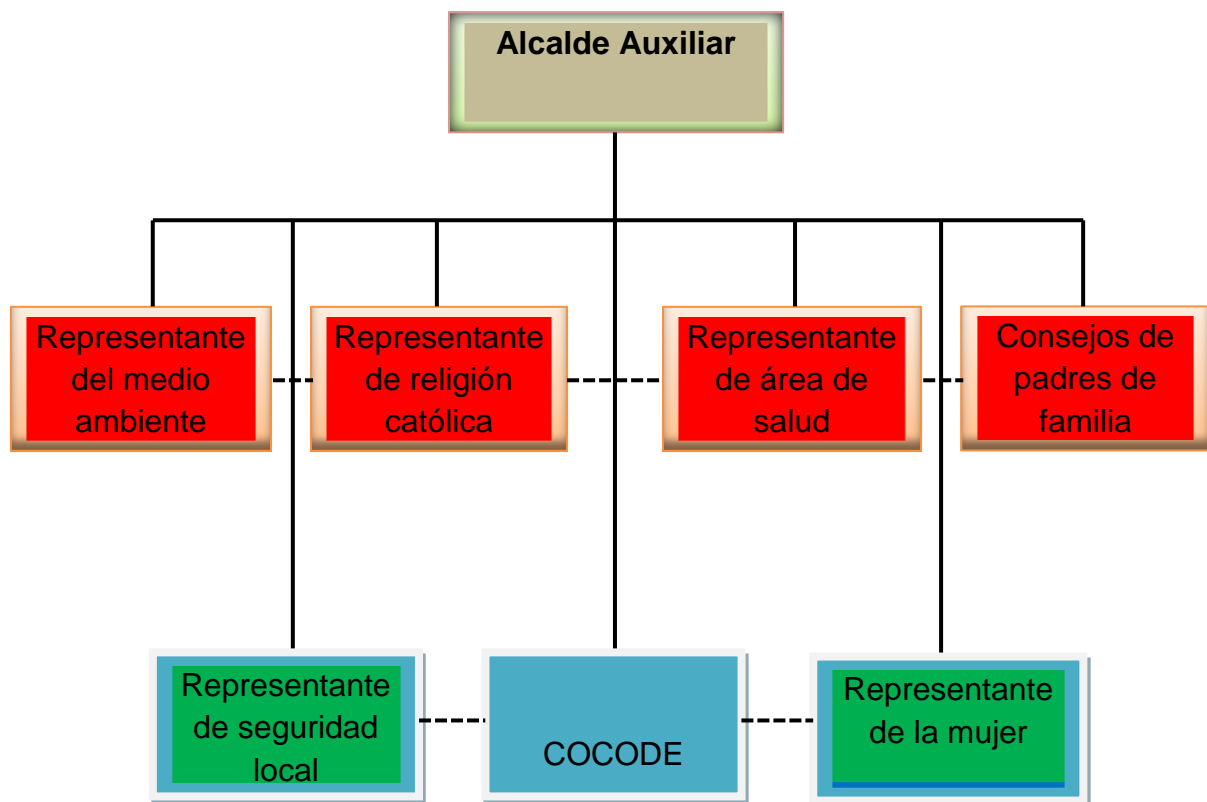 Alcalde Auxiliar
Representante
del medio
ambiente
Representante
de religión
católica
Representante
de área de
salud
Consejos de
padres de
familia
Representante
de seguridad
local
COCODE
Representante
de la mujer